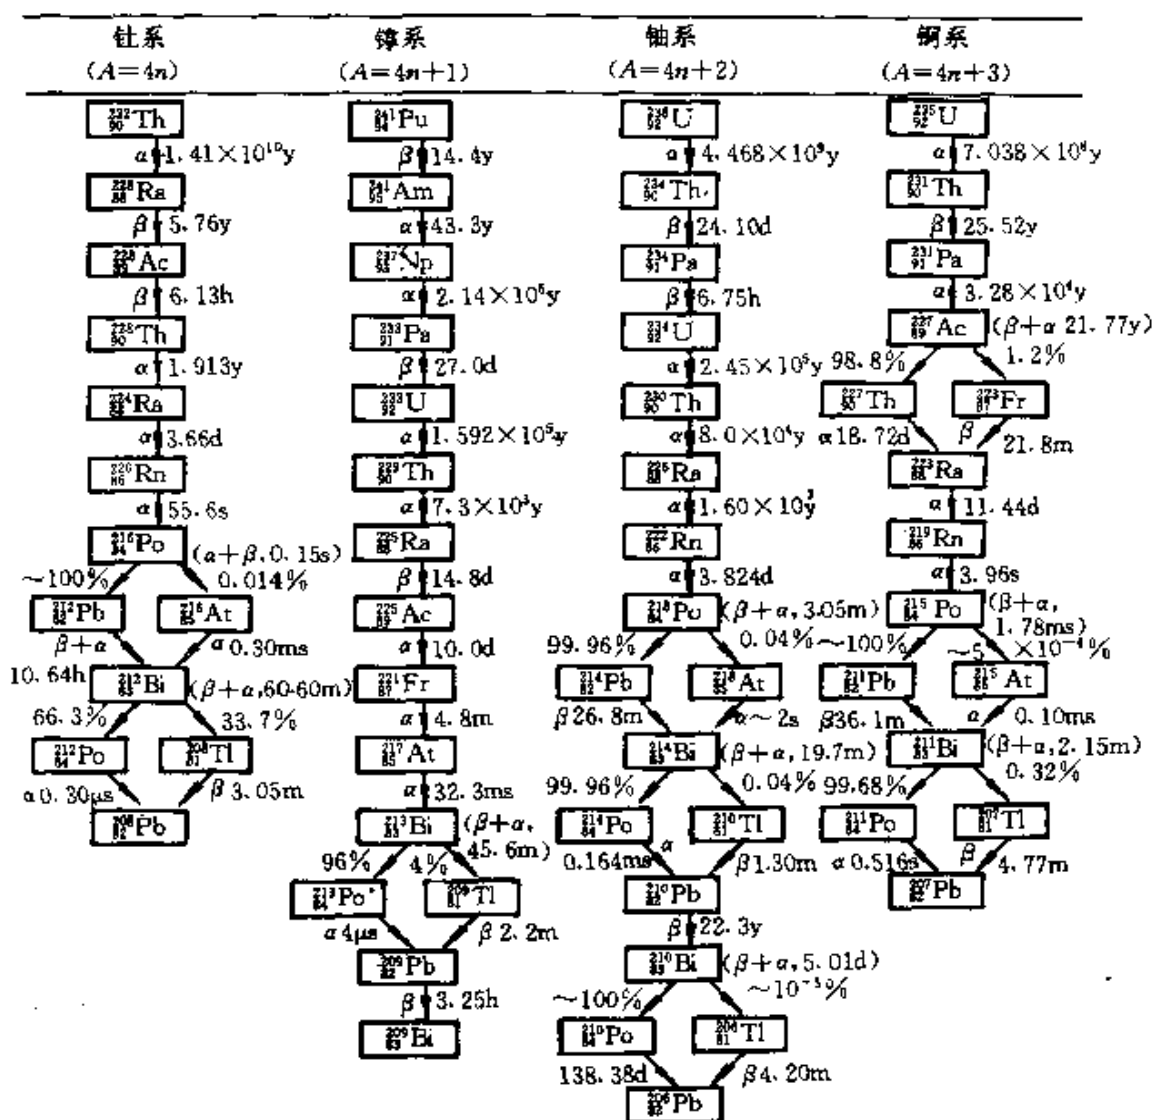 钍系
(A=4n)
²³²₉₀Th
α 1.41×10¹⁰y
²²⁸₈₈Ra
β 5.76y
²²⁸₈₉Ac
β 6.13h
²²⁸₉₀Th
α 1.913y
²²⁴₈₈Ra
α 3.66d
²²⁰₈₆Rn
α 55.6s
²¹⁶₈₄Po (α+β,0.15s)
~100% 0.014%
²¹²₈₂Pb ²¹⁶₈₅At
β+α α0.30ms
10.64h
²¹²₈₃Bi (β+α,60·60m)
66.3% 33.7%
²¹²₈₄Po ²⁰⁸₈₁Tl
α0.30μs β3.05m
²⁰⁸₈₂Pb
镎系
(A=4n+1)
²⁴¹₉₄Pu
β 14.4y
²⁴¹₉₅Am
α 43.3y
²³⁷₉₃Np
α 2.14×10⁶y
²³³₉₁Pa
β 27.0d
²³³₉₂U
α 1.592×10⁵y
²²⁹₉₀Th
α 7.3×10³y
²²⁵₈₈Ra
β 14.8d
²²⁵₈₉Ac
α 10.0d
²²¹₈₇Fr
α 4.8m
²¹⁷₈₅At
α 32.3ms
²¹³₈₃Bi (β+α,
45.6m)
96% 4%
²¹³₈₄Po ²⁰⁹₈₁Tl
α4μs β2.2m
²⁰⁹₈₂Pb
β 3.25h
²⁰⁹₈₃Bi
铀系
(A=4n+2)
²³⁸₉₂U
α 4.468×10⁹y
²³⁴₉₀Th
β 24.10d
²³⁴₉₁Pa
β 6.75h
²³⁴₉₂U
α 2.45×10⁵y
²³⁰₉₀Th
α 8.0×10⁴y
²²⁶₈₈Ra
α 1.60×10³y
²²²₈₆Rn
α 3.824d
²¹⁸₈₄Po (β+α,3.05m)
99.96% 0.04%
²¹⁴₈₂Pb ²¹⁸₈₅At
β26.8m α~2s
²¹⁴₈₃Bi (β+α,19.7m)
99.96% 0.04%
²¹⁴₈₄Po ²¹⁰₈₁Tl
0.164ms α β1.30m
²¹⁰₈₂Pb
β 22.3y
²¹⁰₈₃Bi (β+α,5.01d)
~100% ~10⁻⁵%
²¹⁰₈₄Po ²⁰⁶₈₁Tl
138.38d β4.20m
²⁰⁶₈₂Pb
锕系
(A=4n+3)
²³⁵₉₂U
α 7.038×10⁸y
²³¹₉₀Th
β 25.52y
²³¹₉₁Pa
α 3.28×10⁴y
²²⁷₈₉Ac (β+α 21.77y)
98.8% 1.2%
²²⁷₉₀Th ²²³₈₇Fr
α18.72d β 21.8m
²²³₈₈Ra
α 11.44d
²¹⁹₈₆Rn
α 3.96s
²¹⁵₈₄Po (β+α,
1.78ms)
~100% ~5×10⁻⁴%
²¹¹₈₂Pb ²¹⁵₈₅At
β36.1m α 0.10ms
²¹¹₈₃Bi (β+α,2.15m)
99.68% 0.32%
²¹¹₈₄Po ²⁰⁷₈₁Tl
α0.516s β 4.77m
²⁰⁷₈₂Pb